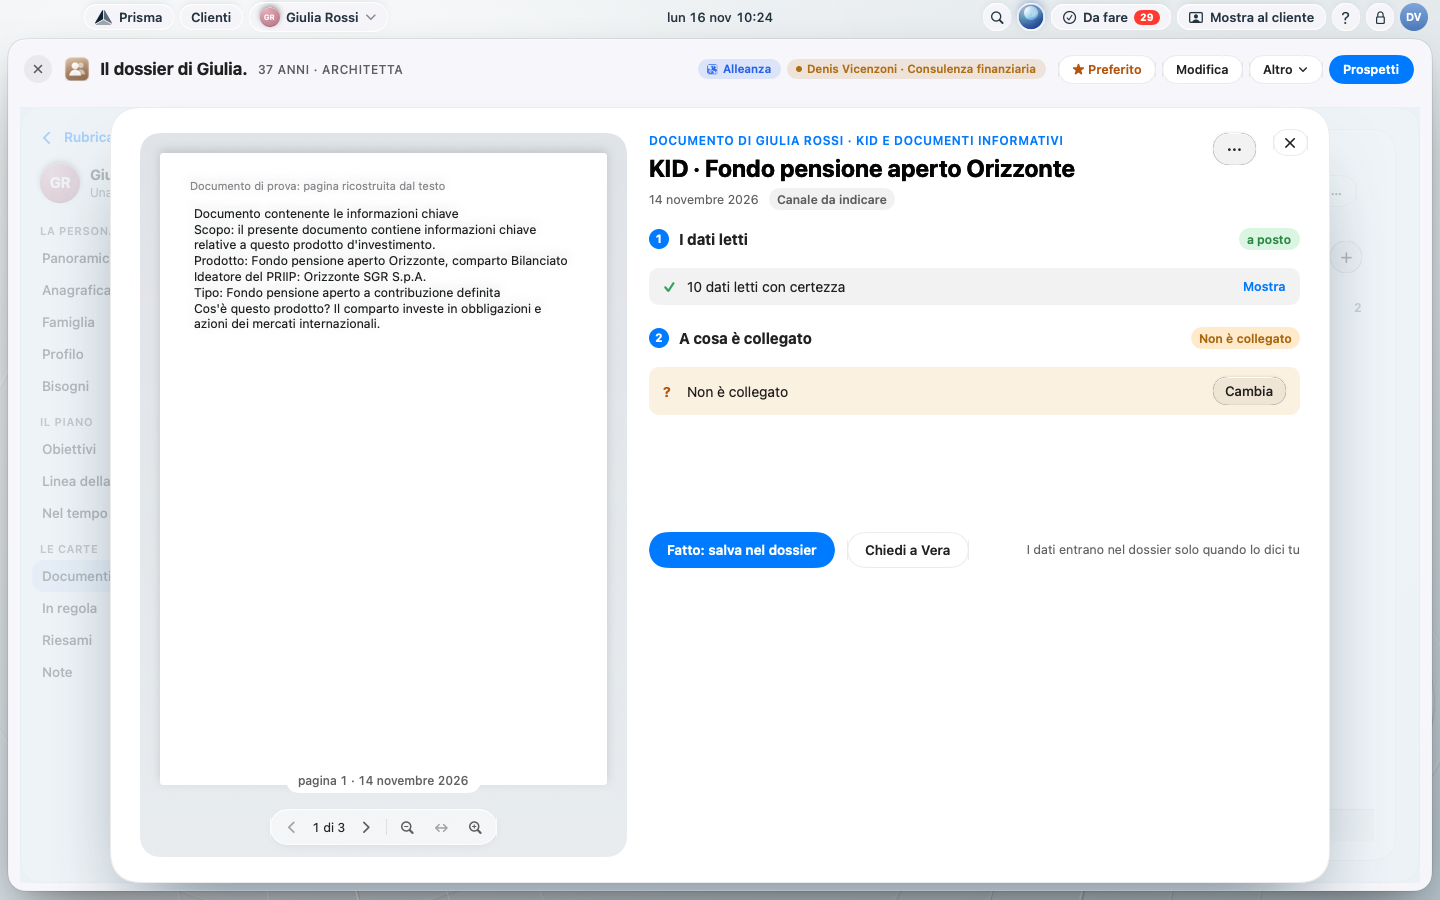 Prisma
Clienti
GR
Giulia Rossi
lun 16 nov 10:24
Da fare
29
Mostra al cliente
?
DV
Il dossier di Giulia.
37 ANNI · ARCHITETTA
Alleanza
Denis Vicenzoni · Consulenza finanziaria
Preferito
Modifica
Altro
Prospetti
Rubrica
GR
Giu
Una
LA PERSON
Panoramic
Anagrafica
Famiglia
Profilo
Bisogni
IL PIANO
Obiettivi
Linea della
Nel tempo
LE CARTE
Documenti
In regola
Riesami
Note
2
Documento di prova: pagina ricostruita dal testo
Documento contenente le informazioni chiave
Scopo: il presente documento contiene informazioni chiave
relative a questo prodotto d'investimento.
Prodotto: Fondo pensione aperto Orizzonte, comparto Bilanciato
Ideatore del PRIIP: Orizzonte SGR S.p.A.
Tipo: Fondo pensione aperto a contribuzione definita
Cos'è questo prodotto? Il comparto investe in obbligazioni e
azioni dei mercati internazionali.
pagina 1 · 14 novembre 2026
1 di 3
DOCUMENTO DI GIULIA ROSSI · KID E DOCUMENTI INFORMATIVI
KID · Fondo pensione aperto Orizzonte
14 novembre 2026
Canale da indicare
1
I dati letti
a posto
10 dati letti con certezza
Mostra
2
A cosa è collegato
Non è collegato
?
Non è collegato
Cambia
Fatto: salva nel dossier
Chiedi a Vera
I dati entrano nel dossier solo quando lo dici tu